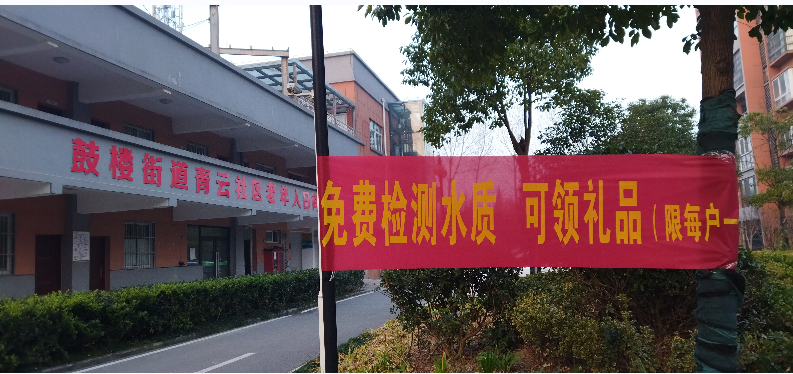 鼓楼街道青云社区老年人日
免费检测水质 可领礼品（限每户一